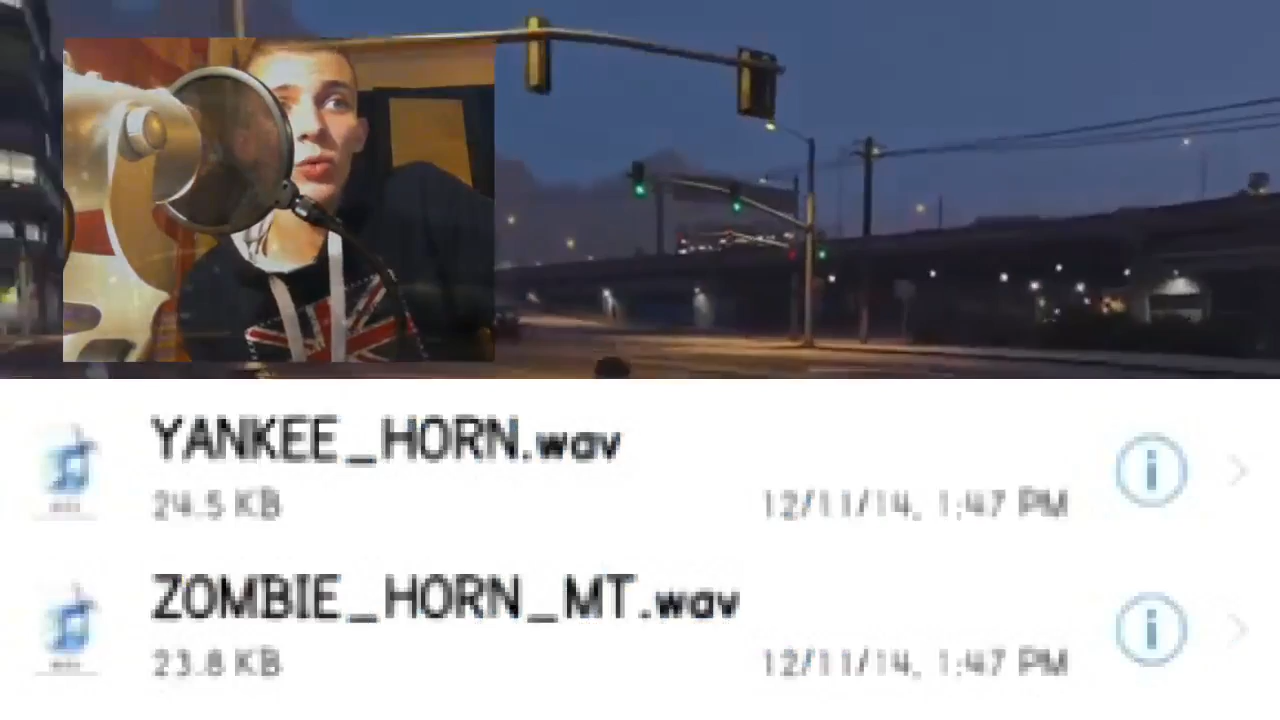 YANKEE_HORN.wav
24.5 KB 12/11/14, 1:47 PM
ZOMBIE_HORN_MT.wav
23.8 KB 12/11/14, 1:47 PM